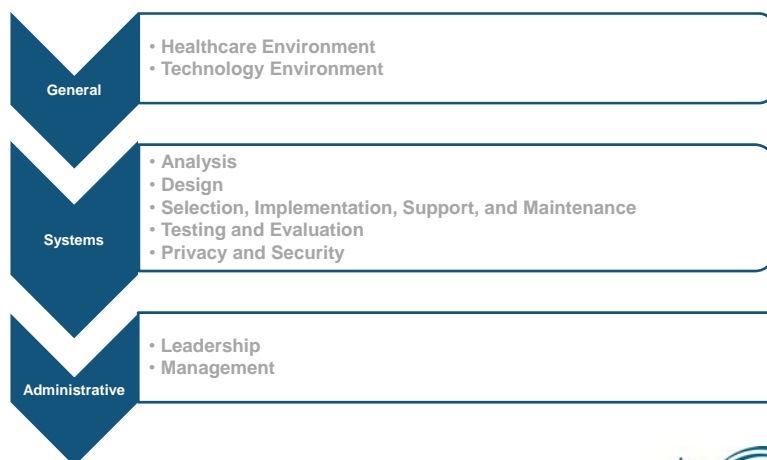 General
• Healthcare Environment
• Technology Environment
Systems
• Analysis
• Design
• Selection, Implementation, Support, and Maintenance
• Testing and Evaluation
• Privacy and Security
Administrative
• Leadership
• Management